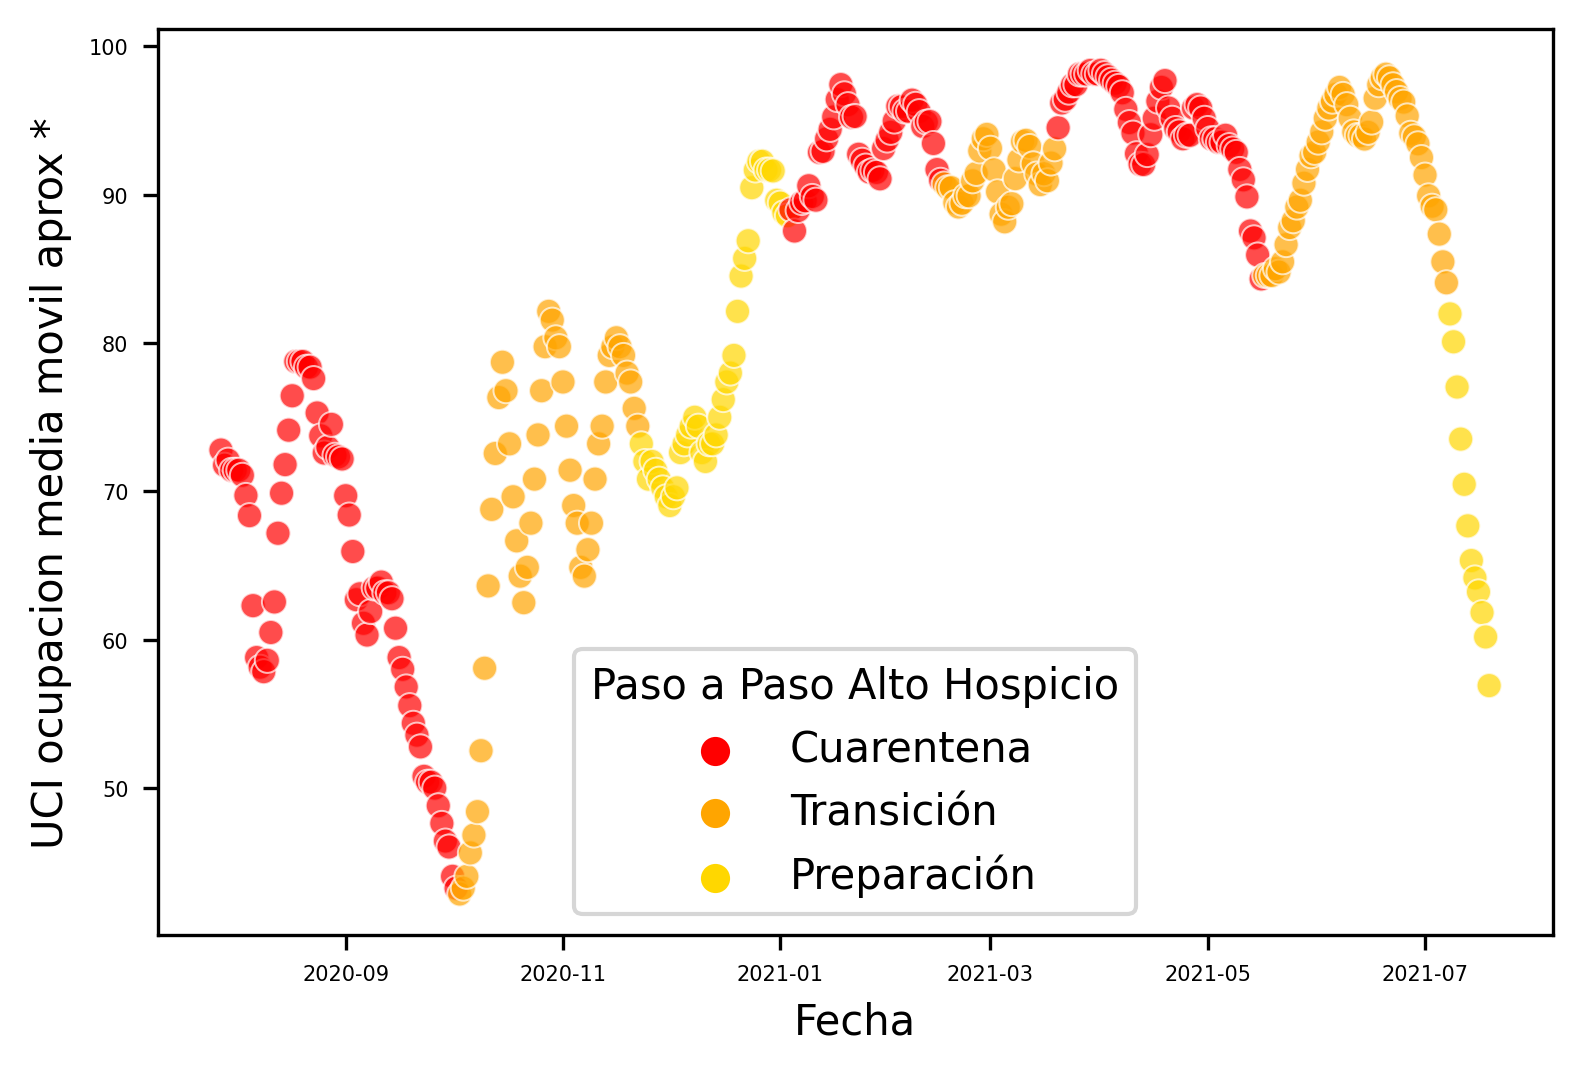 UCI ocupacion media movil aprox *
100
90
80
70
60
50
Paso a Paso Alto Hospicio
Cuarentena
Transición
Preparación
2020-09 2020-11 2021-01 2021-03 2021-05 2021-07
Fecha